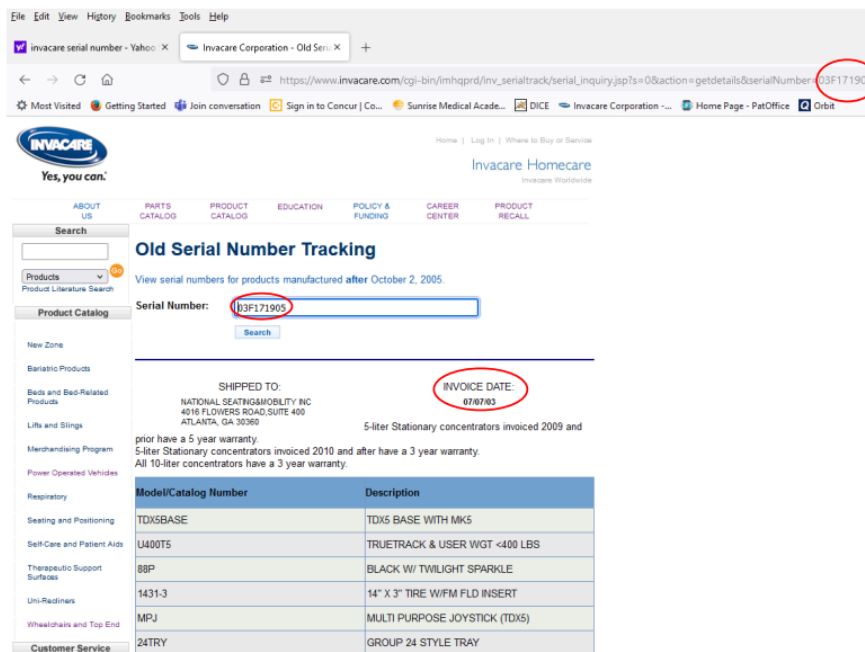 File Edit View History Bookmarks Tools Help
invacare serial number - Yahoo × Invacare Corporation - Old Seri × +
https://www.invacare.com/cgi-bin/imhqprd/inv_serialtrack/serial_inquiry.jsp?s=0&action=getdetails&serialNumber=03F17190
Most Visited Getting Started Join conversation Sign in to Concur | Co... Sunrise Medical Acade... DICE Invacare Corporation -... Home Page - PatOffice Orbit
INVACARE
Yes, you can.
Home | Log In | Where to Buy or Service
Invacare Homecare
Invacare Worldwide
ABOUT US PARTS CATALOG PRODUCT CATALOG EDUCATION POLICY & FUNDING CAREER CENTER PRODUCT RECALL
Search
Products Go
Product Literature Search
Product Catalog
New Zone
Bariatric Products
Beds and Bed-Related
Products
Lifts and Slings
Merchandising Program
Power Operated Vehicles
Respiratory
Seating and Positioning
Self-Care and Patient Aids
Therapeutic Support
Surfaces
Uni-Recliners
Wheelchairs and Top End
Customer Service
Old Serial Number Tracking
View serial numbers for products manufactured after October 2, 2005.
Serial Number: 03F171905
Search
SHIPPED TO: INVOICE DATE:
NATIONAL SEATING&MOBILITY INC 07/07/03
4016 FLOWERS ROAD,SUITE 400
ATLANTA, GA 30360
5-liter Stationary concentrators invoiced 2009 and
prior have a 5 year warranty.
5-liter Stationary concentrators invoiced 2010 and after have a 3 year warranty.
All 10-liter concentrators have a 3 year warranty.
Model/Catalog Number Description
TDX5BASE TDX5 BASE WITH MK5
U400T5 TRUETRACK & USER WGT <400 LBS
88P BLACK W/ TWILIGHT SPARKLE
1431-3 14" X 3" TIRE W/FM FLD INSERT
MPJ MULTI PURPOSE JOYSTICK (TDX5)
24TRY GROUP 24 STYLE TRAY